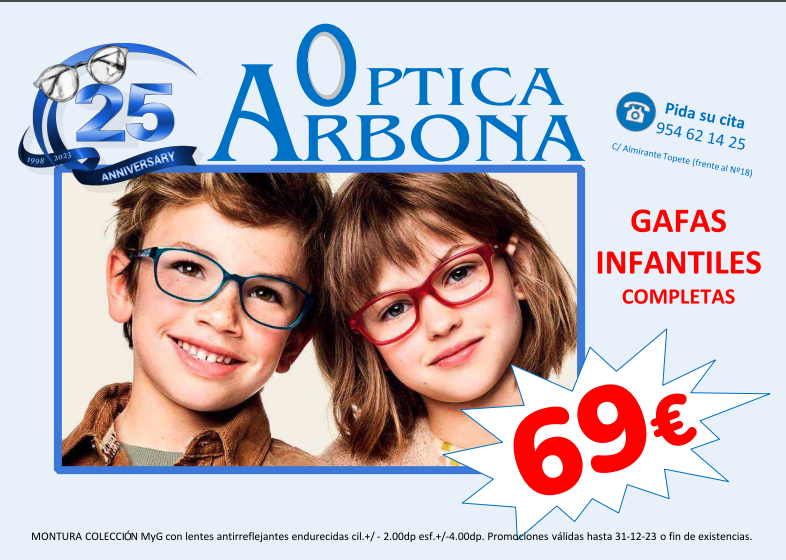 25
1998 2023
ANNIVERSARY
OPTICA
ARBONA
Pida su cita
954 62 14 25
C/ Almirante Topete (frente al Nº18)
GAFAS
INFANTILES
COMPLETAS
69€
MONTURA COLECCIÓN MyG con lentes antirreflejantes endurecidas cil.+/ - 2.00dp esf.+/-4.00dp. Promociones válidas hasta 31-12-23 o fin de existencias.